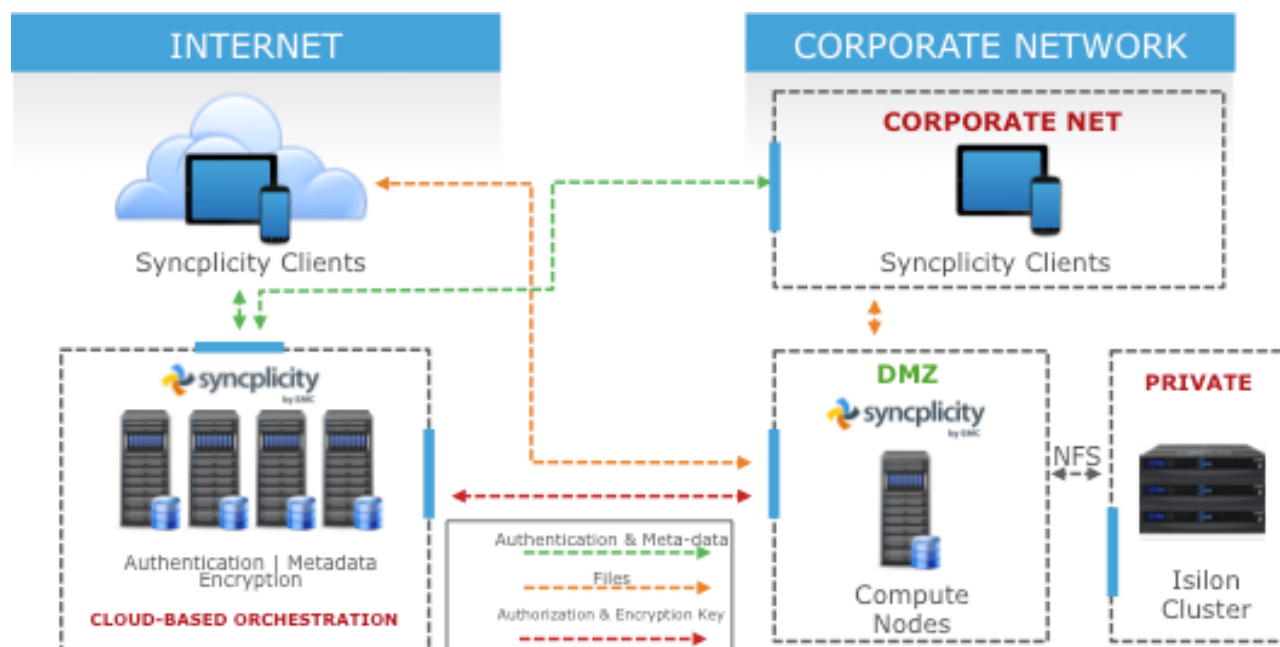 INTERNET
CORPORATE NETWORK
CORPORATE NET
Syncplicity Clients
Syncplicity Clients
syncplicity
by EMC
Authentication | Metadata
Encryption
CLOUD-BASED ORCHESTRATION
Authentication & Meta-data
Files
Authorization & Encryption Key
DMZ
syncplicity
by EMC
Compute
Nodes
NFS
PRIVATE
Isilon
Cluster